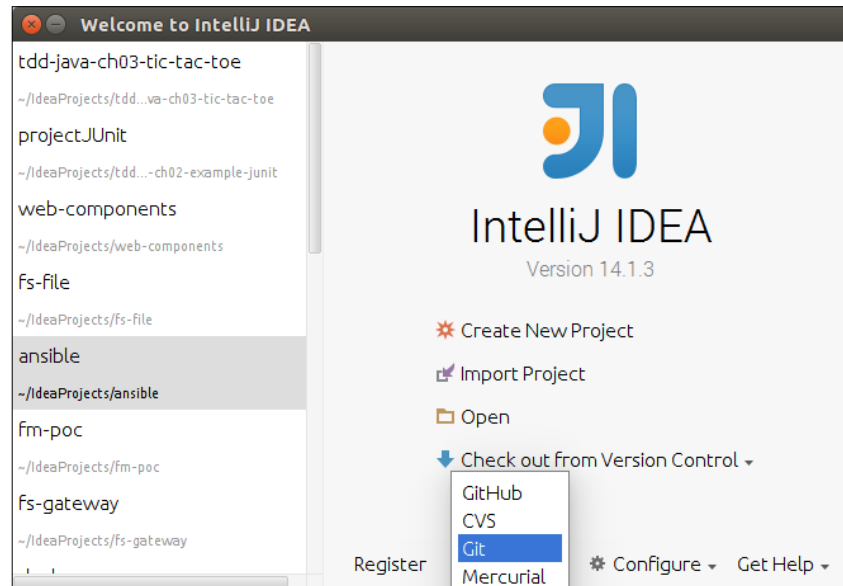 Welcome to IntelliJ IDEA
tdd-java-ch03-tic-tac-toe
~/IdeaProjects/tdd...va-ch03-tic-tac-toe
projectJUnit
~/IdeaProjects/tdd...-ch02-example-junit
web-components
~/IdeaProjects/web-components
fs-file
~/IdeaProjects/fs-file
ansible
~/IdeaProjects/ansible
fm-poc
~/IdeaProjects/fm-poc
fs-gateway
~/IdeaProjects/fs-gateway
IntelliJ IDEA
Version 14.1.3
Create New Project
Import Project
Open
Check out from Version Control
GitHub
CVS
Git
Mercurial
Register
Configure
Get Help